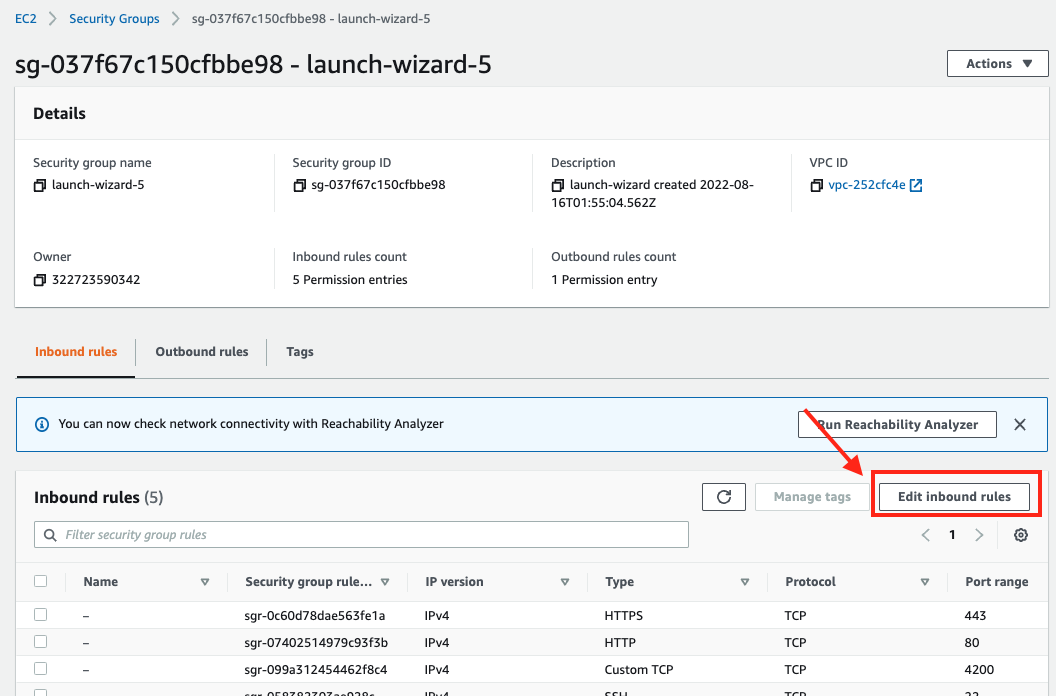 EC2 > Security Groups > sg-037f67c150cfbbe98 - launch-wizard-5
sg-037f67c150cfbbe98 - launch-wizard-5
Actions
Details
Security group name
launch-wizard-5
Security group ID
sg-037f67c150cfbbe98
Description
launch-wizard created 2022-08-
16T01:55:04.562Z
VPC ID
vpc-252cfc4e
Owner
322723590342
Inbound rules count
5 Permission entries
Outbound rules count
1 Permission entry
Inbound rules Outbound rules Tags
You can now check network connectivity with Reachability Analyzer
Run Reachability Analyzer
Inbound rules (5)
Manage tags
Edit inbound rules
Filter security group rules
1
Name Security group rule... IP version Type Protocol Port range
– sgr-0c60d78dae563fe1a IPv4 HTTPS TCP 443
– sgr-07402514979c93f3b IPv4 HTTP TCP 80
– sgr-099a312454462f8c4 IPv4 Custom TCP TCP 4200
IPv4 SSH TCP 22